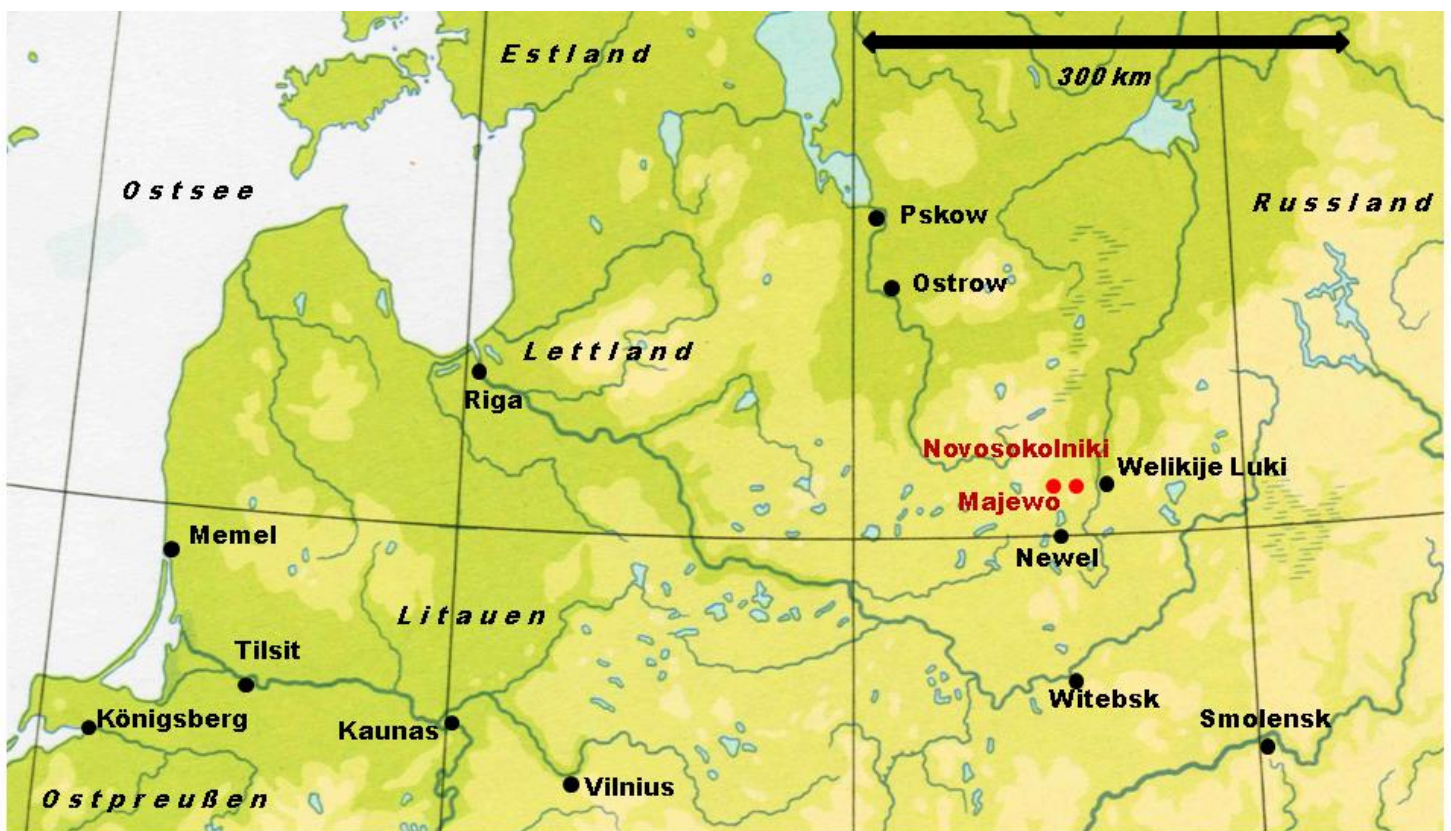 Estland
300 km
Ostsee
Russland
Pskow
Ostrow
Lettland
Riga
Novosokolniki
Welikije Luki
Majewo
Memel
Newel
Litauen
Tilsit
Witebsk
Königsberg
Kaunas
Smolensk
Vilnius
Ostpreußen